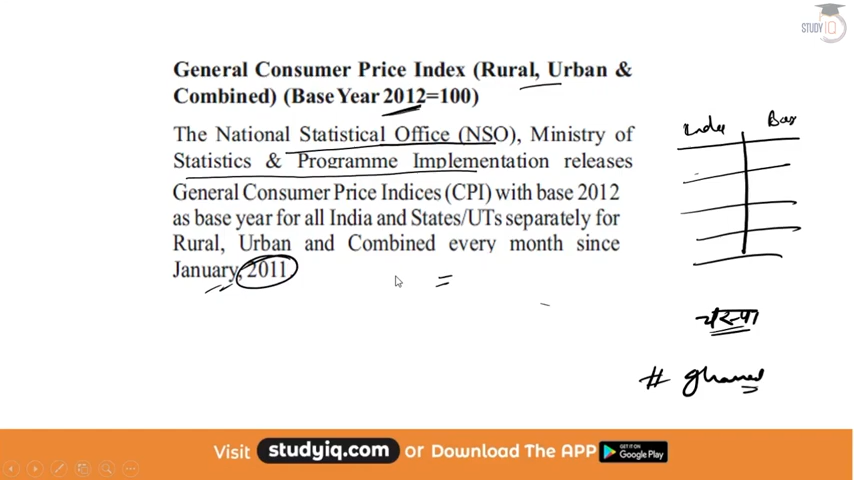 STUDY IQ
General Consumer Price Index (Rural, Urban &
Combined) (Base Year 2012=100)
The National Statistical Office (NSO), Ministry of
Statistics & Programme Implementation releases
General Consumer Price Indices (CPI) with base 2012
as base year for all India and States/UTs separately for
Rural, Urban and Combined every month since
January, 2011
=
Index Base
चस्पा
#
Visit studyiq.com or Download The APP GET IT ON Google Play